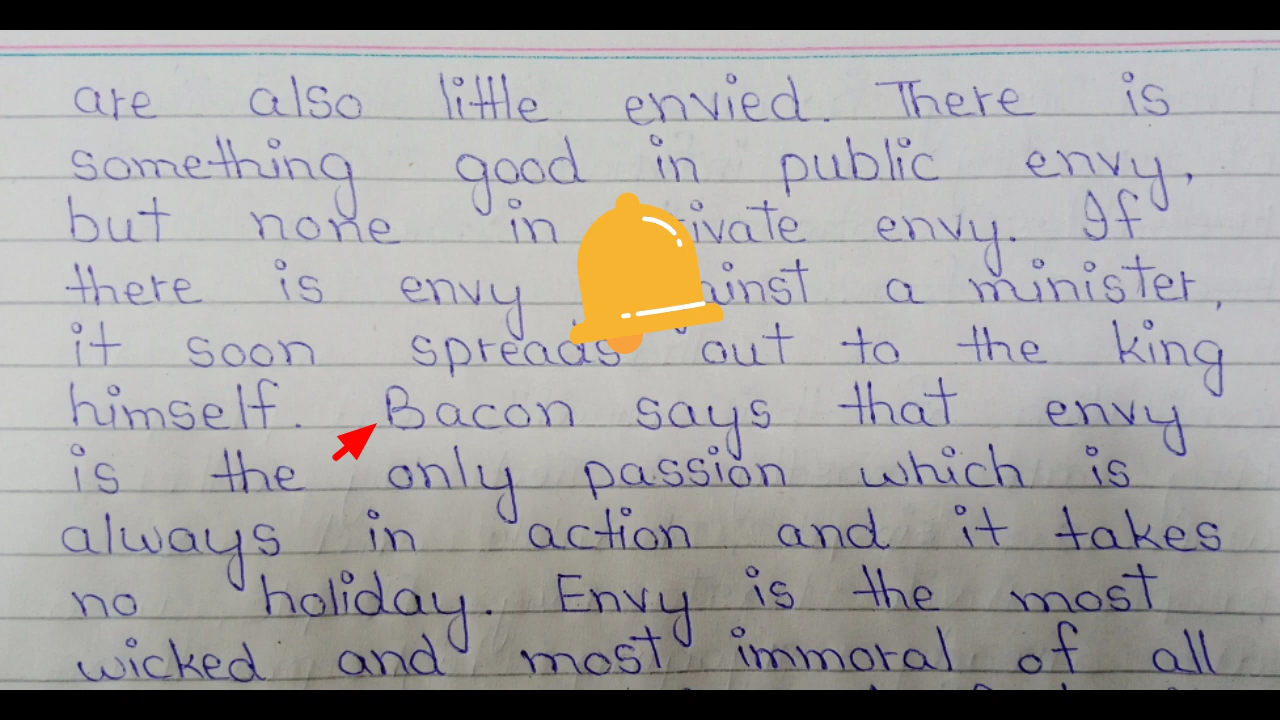 are also little envied. There is
something good in public envy,
but none in envy. If
there is envy a minister,
it soon spreads out to the king
himself. Bacon says that envy
is the only passion which is
always in action and it takes
no holiday. Envy is the most
wicked and most immoral of all